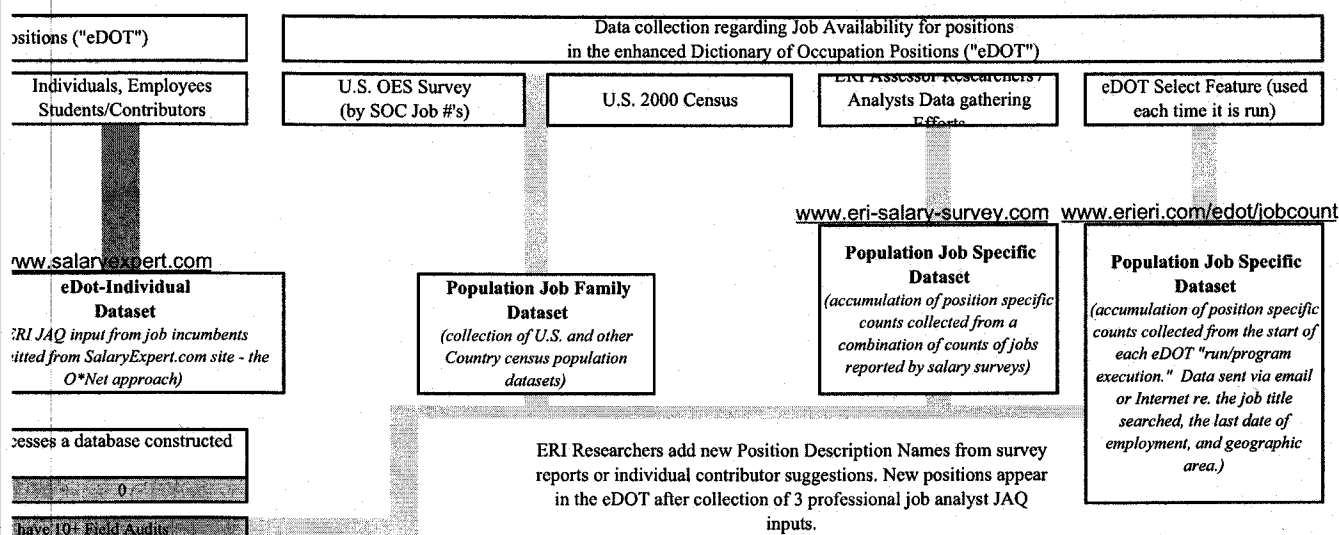 ositions ("eDOT")
Data collection regarding Job Availability for positions
in the enhanced Dictionary of Occupation Positions ("eDOT")
Individuals, Employees
Students/Contributors
U.S. OES Survey
(by SOC Job #'s)
U.S. 2000 Census
ERI Assessor Researchers /
Analysts Data gathering
Efforts
eDOT Select Feature (used
each time it is run)
www.salaryexpert.com
eDot-Individual
Dataset
ERI JAQ input from job incumbents
itted from SalaryExpert.com site - the
O*Net approach)
Population Job Family
Dataset
(collection of U.S. and other
Country census population
datasets)
www.eri-salary-survey.com
Population Job Specific
Dataset
(accumulation of position specific
counts collected from a
combination of counts of jobs
reported by salary surveys)
www.erieri.com/edot/jobcount
Population Job Specific
Dataset
(accumulation of position specific
counts collected from the start of
each eDOT "run/program
execution." Data sent via email
or Internet re. the job title
searched, the last date of
employment, and geographic
area.)
cesses a database constructed
0
have 10+ Field Audits
ERI Researchers add new Position Description Names from survey
reports or individual contributor suggestions. New positions appear
in the eDOT after collection of 3 professional job analyst JAQ
inputs.